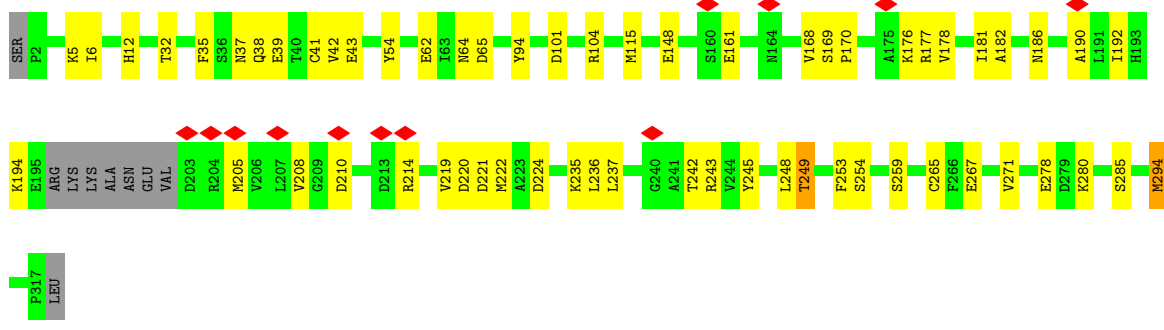 SER P2 K5 I6 H12 T32 F35 S36 N37 Q38 E39 T40 C41 V42 E43 Y54 E62 I63 N64 D65 Y94 D101 R104 M115 E148 S160 E161 N164 V168 S169 P170 A175 K176 R177 V178 I181 A182 N186 A190 L191 I192 H193
K194 E195 ARG LYS LYS ALA ASN GLU VAL D203 R204 M205 V206 L207 V208 G209 D210 D213 R214 V219 D220 D221 M222 A223 D224 K235 L236 L237 G240 A241 T242 R243 V244 Y245 L248 T249 F253 S254 S259 C265 F266 E267 V271 E278 D279 K280 S285 M294
P317 LEU